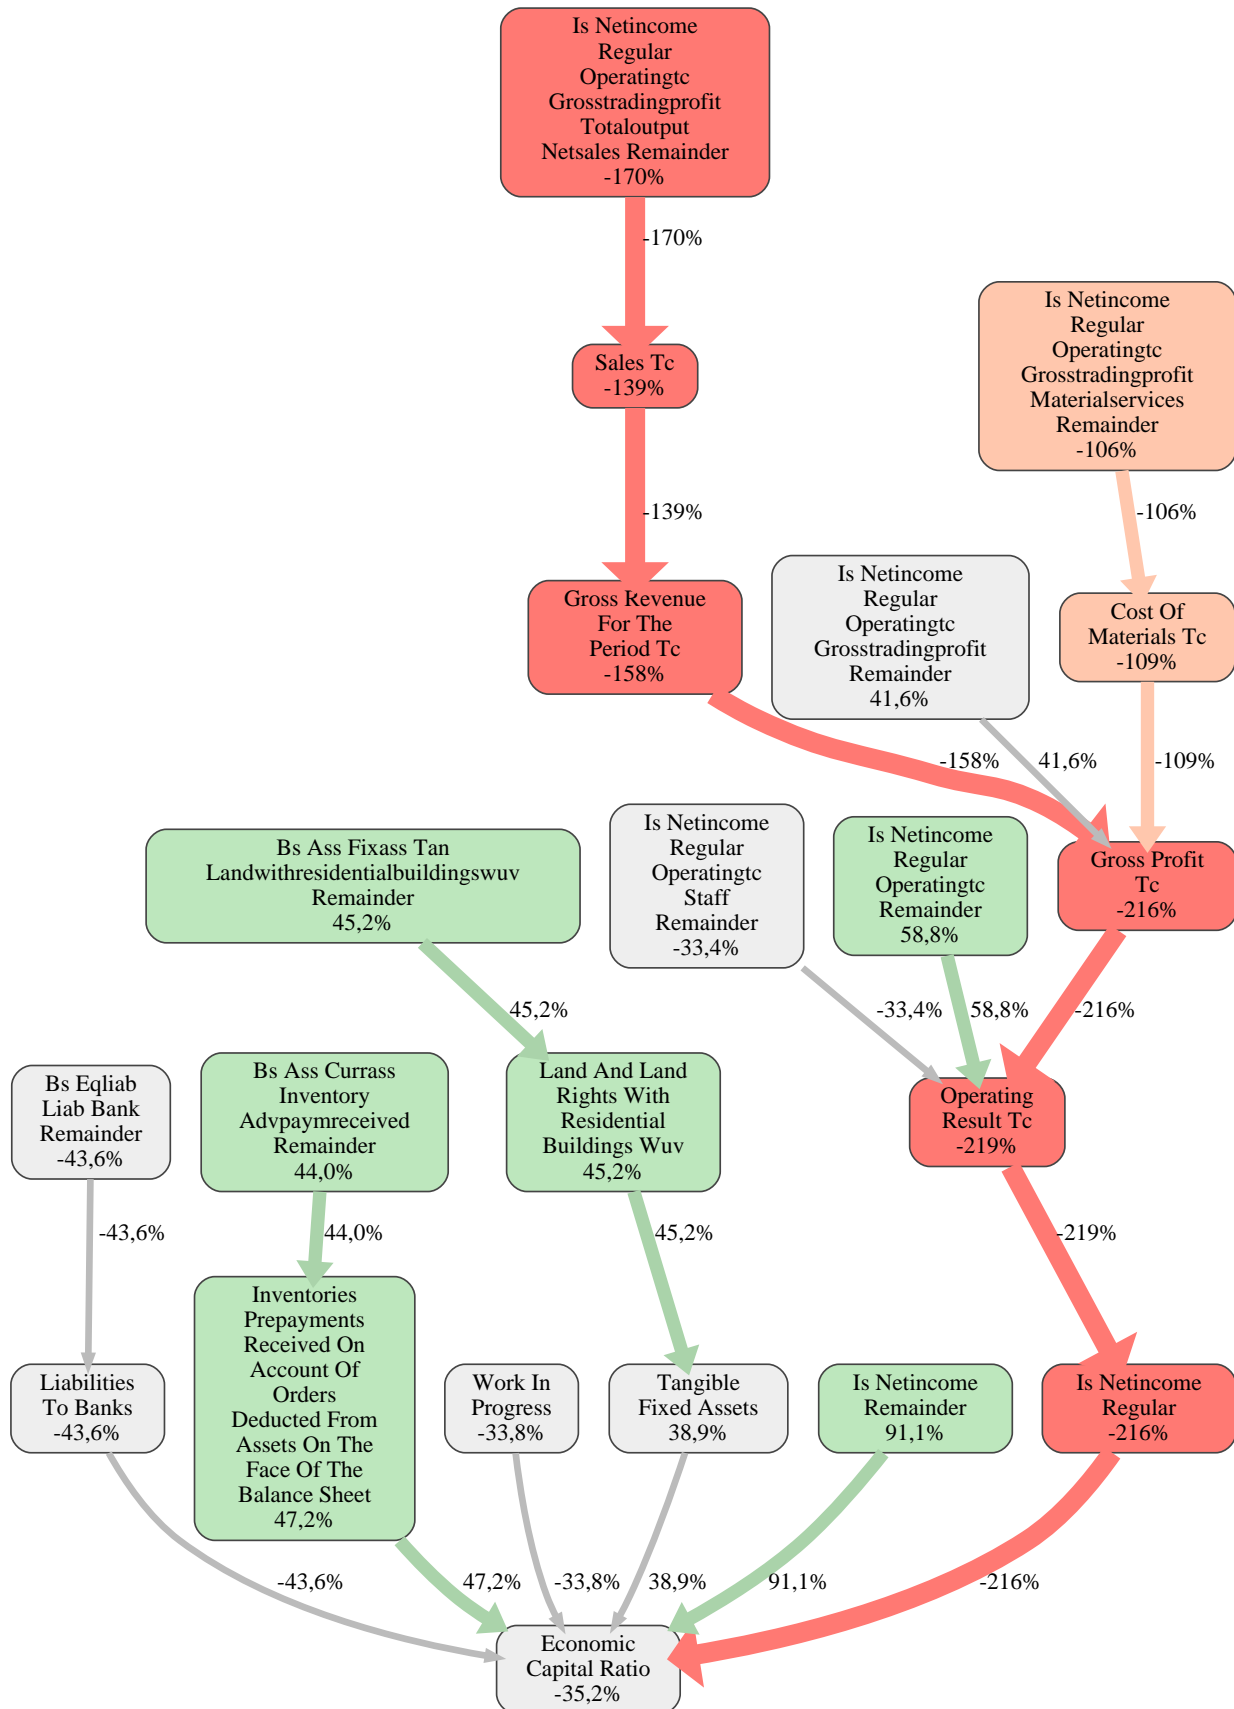 Is Netincome
Regular
Operatingtc
Grosstradingprofit
Totaloutput
Netsales Remainder
-170%
-170%
Is Netincome
Regular
Operatingtc
Grosstradingprofit
Materialservices
Remainder
-106%
Sales Tc
-139%
-139%
-106%
Is Netincome
Regular
Operatingtc
Grosstradingprofit
Remainder
41,6%
Gross Revenue
For The
Period Tc
-158%
Cost Of
Materials Tc
-109%
-158%
41,6%
-109%
Bs Ass Fixass Tan
Landwithresidentialbuildingswuv
Remainder
45,2%
Is Netincome
Regular
Operatingtc
Staff
Remainder
-33,4%
Is Netincome
Regular
Operatingtc
Remainder
58,8%
Gross Profit
Tc
-216%
45,2%
-33,4%
58,8%
-216%
Bs Eqliab
Liab Bank
Remainder
-43,6%
Bs Ass Currass
Inventory
Advpaymreceived
Remainder
44,0%
Land And Land
Rights With
Residential
Buildings Wuv
45,2%
Operating
Result Tc
-219%
-43,6%
44,0%
45,2%
-219%
Liabilities
To Banks
-43,6%
Inventories
Prepayments
Received On
Account Of
Orders
Deducted From
Assets On The
Face Of The
Balance Sheet
47,2%
Work In
Progress
-33,8%
Tangible
Fixed Assets
38,9%
Is Netincome
Remainder
91,1%
Is Netincome
Regular
-216%
-43,6%
47,2%
-33,8%
38,9%
91,1%
-216%
Economic
Capital Ratio
-35,2%